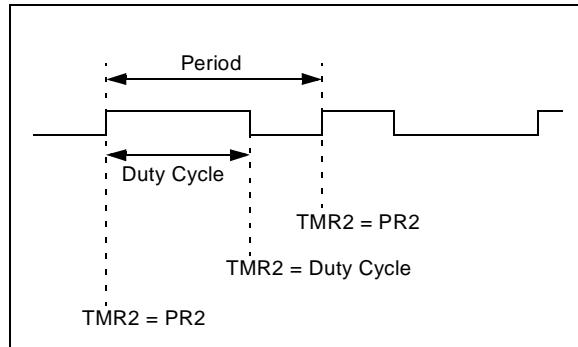 Period
Duty Cycle
TMR2 = PR2
TMR2 = Duty Cycle
TMR2 = PR2